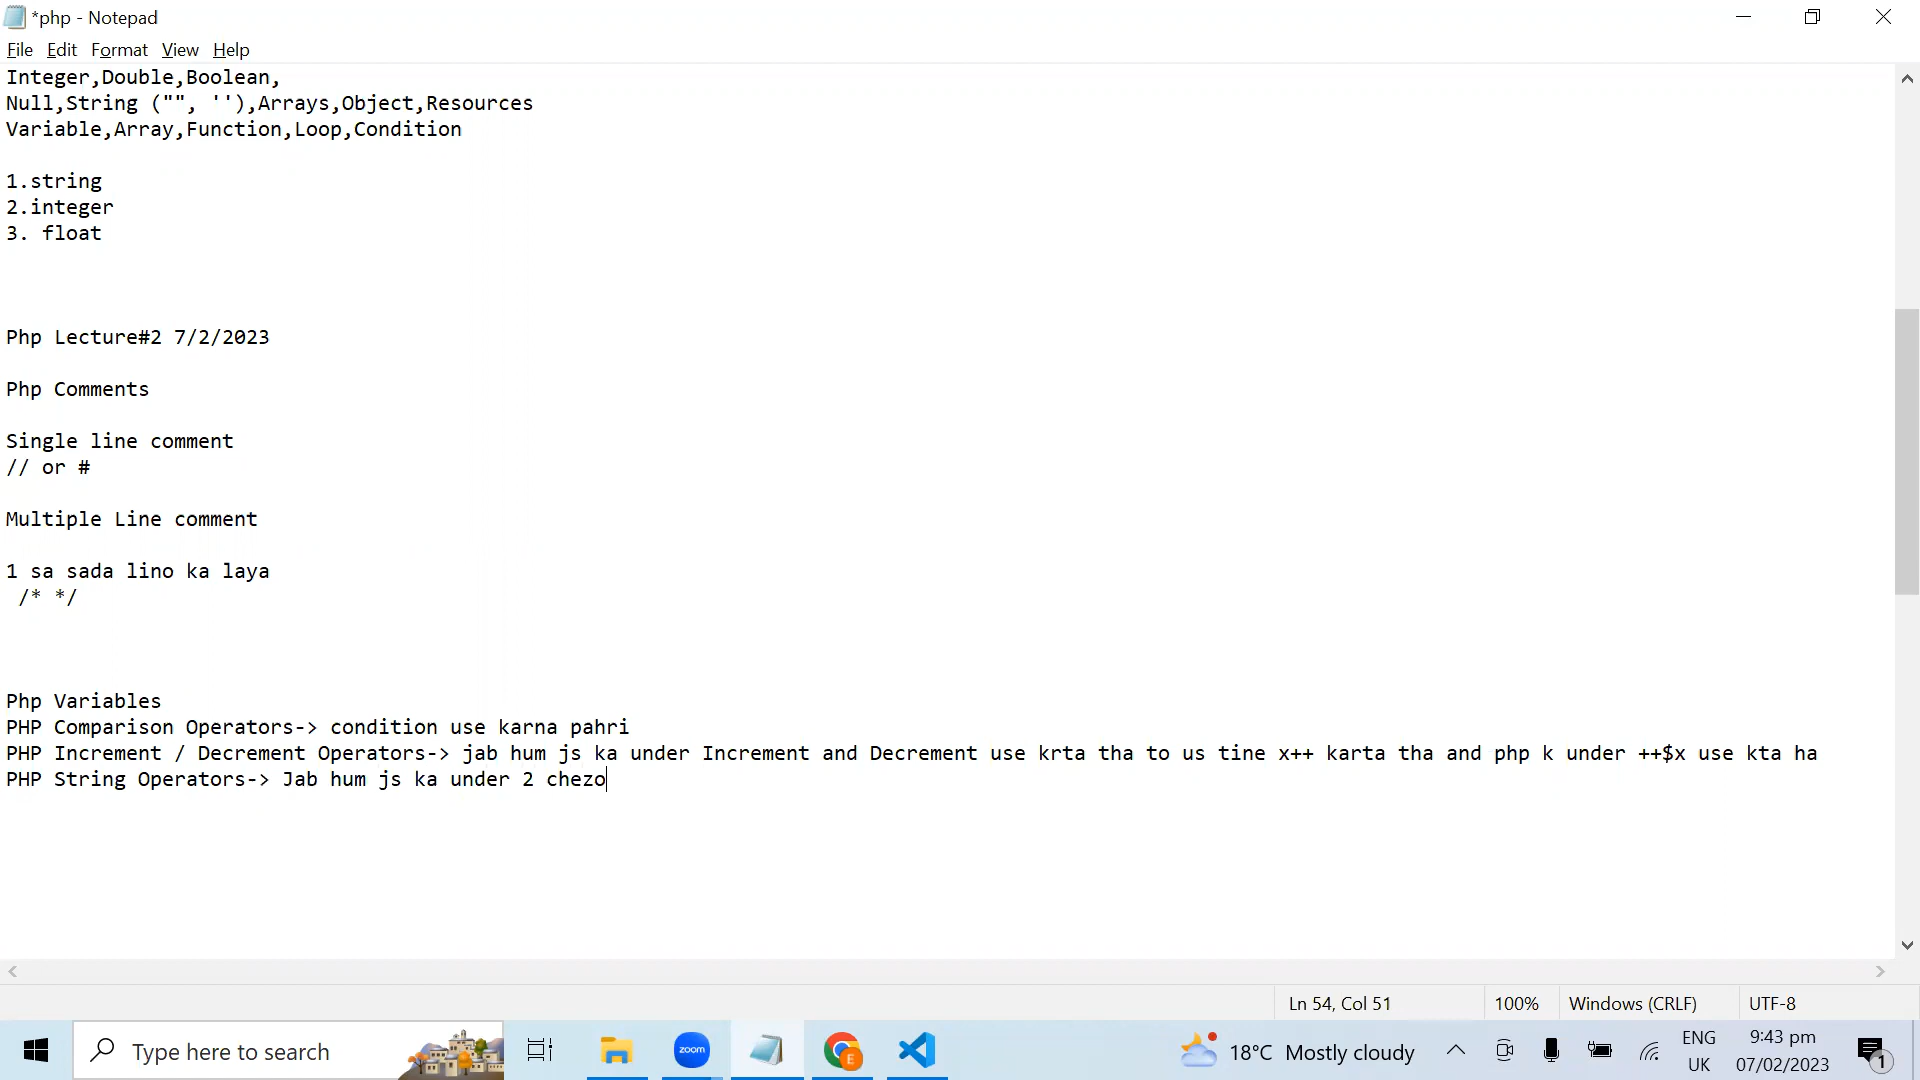 *php - Notepad
File Edit Format View Help
Integer,Double,Boolean,
Null,String ("", ''),Arrays,Object,Resources
Variable,Array,Function,Loop,Condition
1.string
2.integer
3. float
Php Lecture#2 7/2/2023
Php Comments
Single line comment
// or #
Multiple Line comment
1 sa sada lino ka laya
/* */
Php Variables
PHP Comparison Operators-> condition use karna pahri
PHP Increment / Decrement Operators-> jab hum js ka under Increment and Decrement use krta tha to us tine x++ karta tha and php k under ++$x use kta ha
PHP String Operators-> Jab hum js ka under 2 chezo
Ln 54, Col 51 100% Windows (CRLF) UTF-8
Type here to search zoom E 18°C Mostly cloudy ENG 9:43 pm
UK 07/02/2023 1